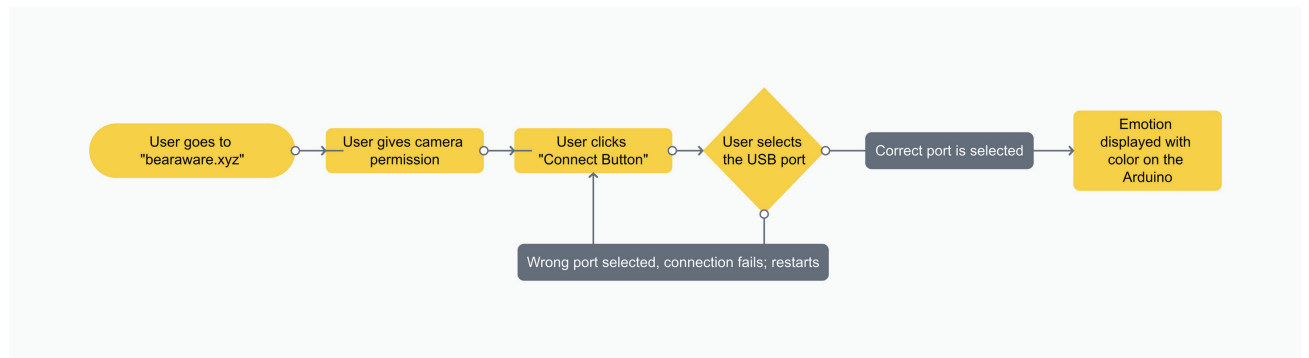 User goes to
"bearaware.xyz"
User gives camera
permission
User clicks
"Connect Button"
User selects
the USB port
Correct port is selected
Emotion
displayed with
color on the
Arduino
Wrong port selected, connection fails; restarts